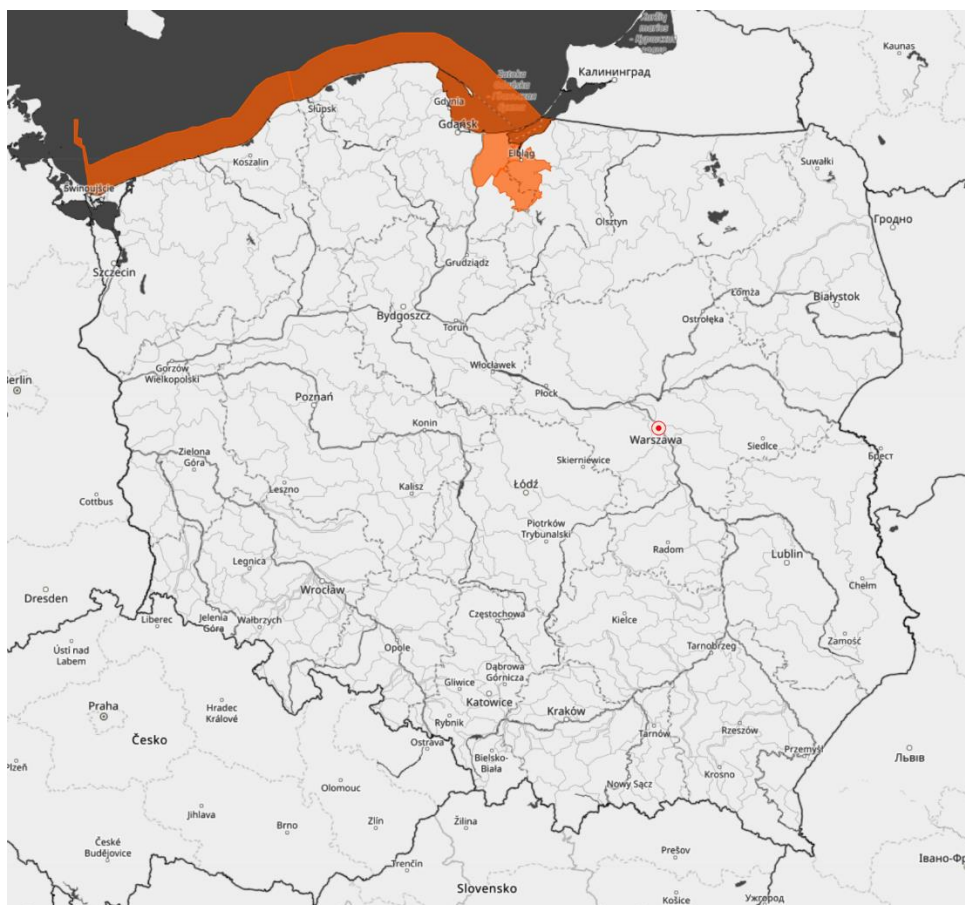 Kaunas
Калининград
Gdynia
Gdańsk
Słupsk
Elbląg
Koszalin
Suwałki
Świnoujście
Гродно
Olsztyn
Szczecin
Grudziądz
Łomża
Białystok
Bydgoszcz
Ostrołęka
Toruń
Włocławek
Gorzów
Wielkopolski
Berlin
Płock
Poznań
Konin
Warszawa
Siedlce
Брест
Zielona
Góra
Skierniewice
Leszno
Kalisz
Łódź
Cottbus
Piotrków
Trybunalski
Radom
Lublin
Legnica
Wrocław
Chełm
Dresden
Liberec
Jelenia
Góra
Wałbrzych
Częstochowa
Kielce
Zamość
Ústí nad
Labem
Opole
Tarnobrzeg
Dąbrowa
Górnicza
Gliwice
Katowice
Praha
Hradec
Králové
Rybnik
Kraków
Tarnów
Rzeszów
Česko
Ostrava
Przemyśl
Plzeň
Bielsko-
Biała
Nowy Sącz
Krosno
Львів
Olomouc
Jihlava
Brno
Zlín
Žilina
České
Budějovice
Trenčín
Prešov
Івано-Фр
Slovensko
Košice
Ужгород